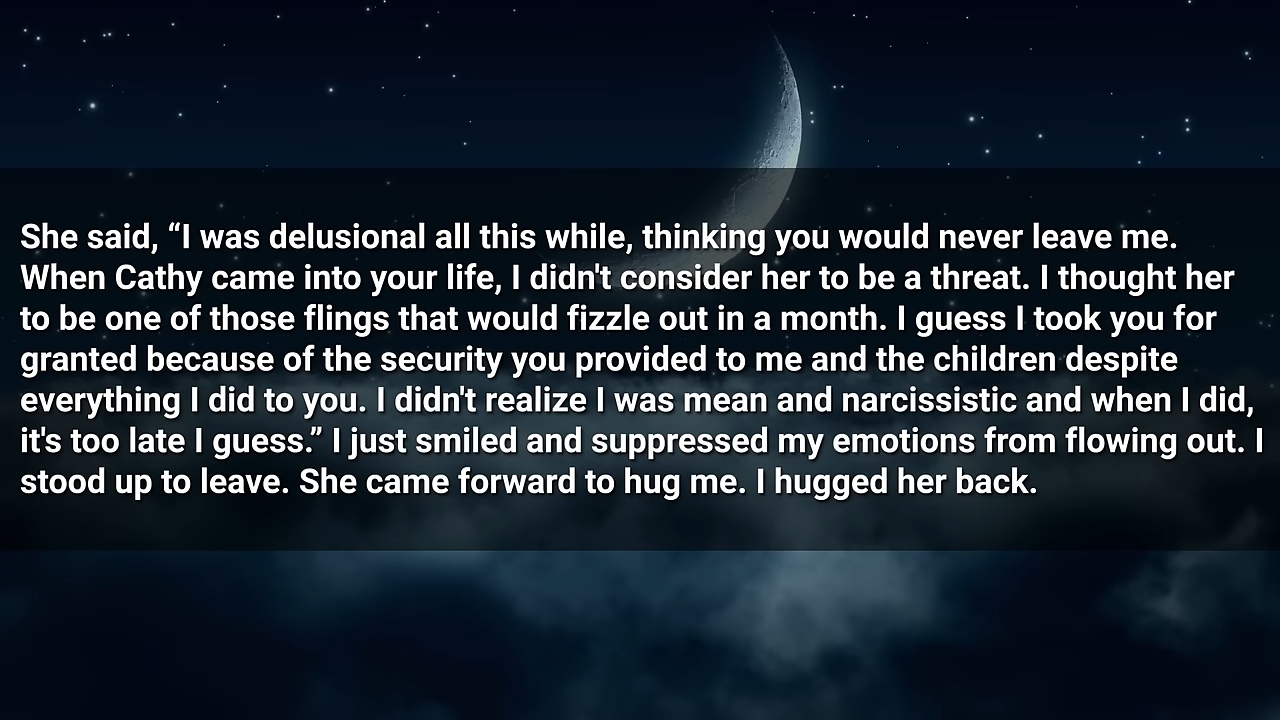 She said, “I was delusional all this while, thinking you would never leave me.
When Cathy came into your life, I didn't consider her to be a threat. I thought her
to be one of those flings that would fizzle out in a month. I guess I took you for
granted because of the security you provided to me and the children despite
everything I did to you. I didn't realize I was mean and narcissistic and when I did,
it's too late I guess.” I just smiled and suppressed my emotions from flowing out. I
stood up to leave. She came forward to hug me. I hugged her back.